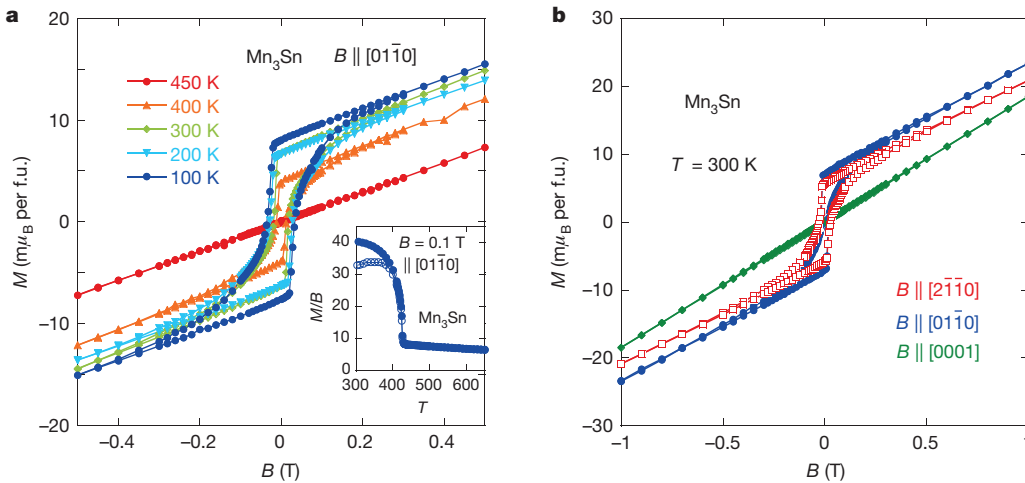 a
20
10
0
−10
−20
M (mμB per f.u.)
Mn3Sn B || [011̅0]
450 K
400 K
300 K
200 K
100 K
40
30
20
10
0
M/B
B = 0.1 T
|| [011̅0]
Mn3Sn
300 400 500 600
T
−0.4 −0.2 0 0.2 0.4
B (T)
b
30
20
10
0
−10
−20
−30
M (mμB per f.u.)
Mn3Sn
T = 300 K
B || [21̅1̅0]
B || [011̅0]
B || [0001]
−1 −0.5 0 0.5 1
B (T)